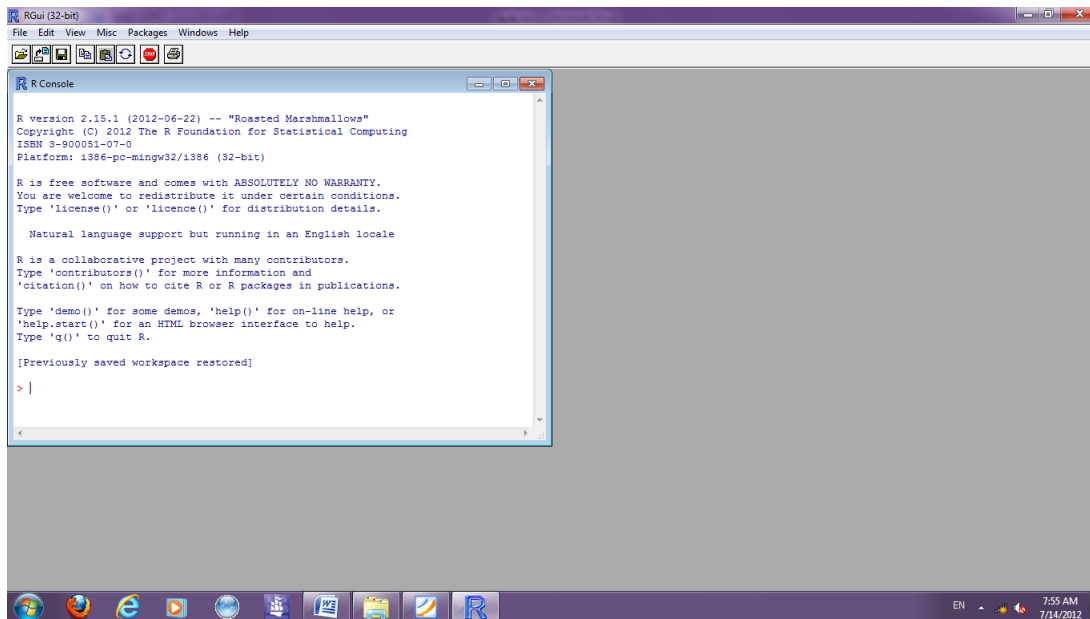 RGui (32-bit)
File Edit View Misc Packages Windows Help
STOP
R Console
R version 2.15.1 (2012-06-22) -- "Roasted Marshmallows"
Copyright (C) 2012 The R Foundation for Statistical Computing
ISBN 3-900051-07-0
Platform: i386-pc-mingw32/i386 (32-bit)
R is free software and comes with ABSOLUTELY NO WARRANTY.
You are welcome to redistribute it under certain conditions.
Type 'license()' or 'licence()' for distribution details.
Natural language support but running in an English locale
R is a collaborative project with many contributors.
Type 'contributors()' for more information and
'citation()' on how to cite R or R packages in publications.
Type 'demo()' for some demos, 'help()' for on-line help, or
'help.start()' for an HTML browser interface to help.
Type 'q()' to quit R.
[Previously saved workspace restored]
>
EN
7:55 AM
7/14/2012